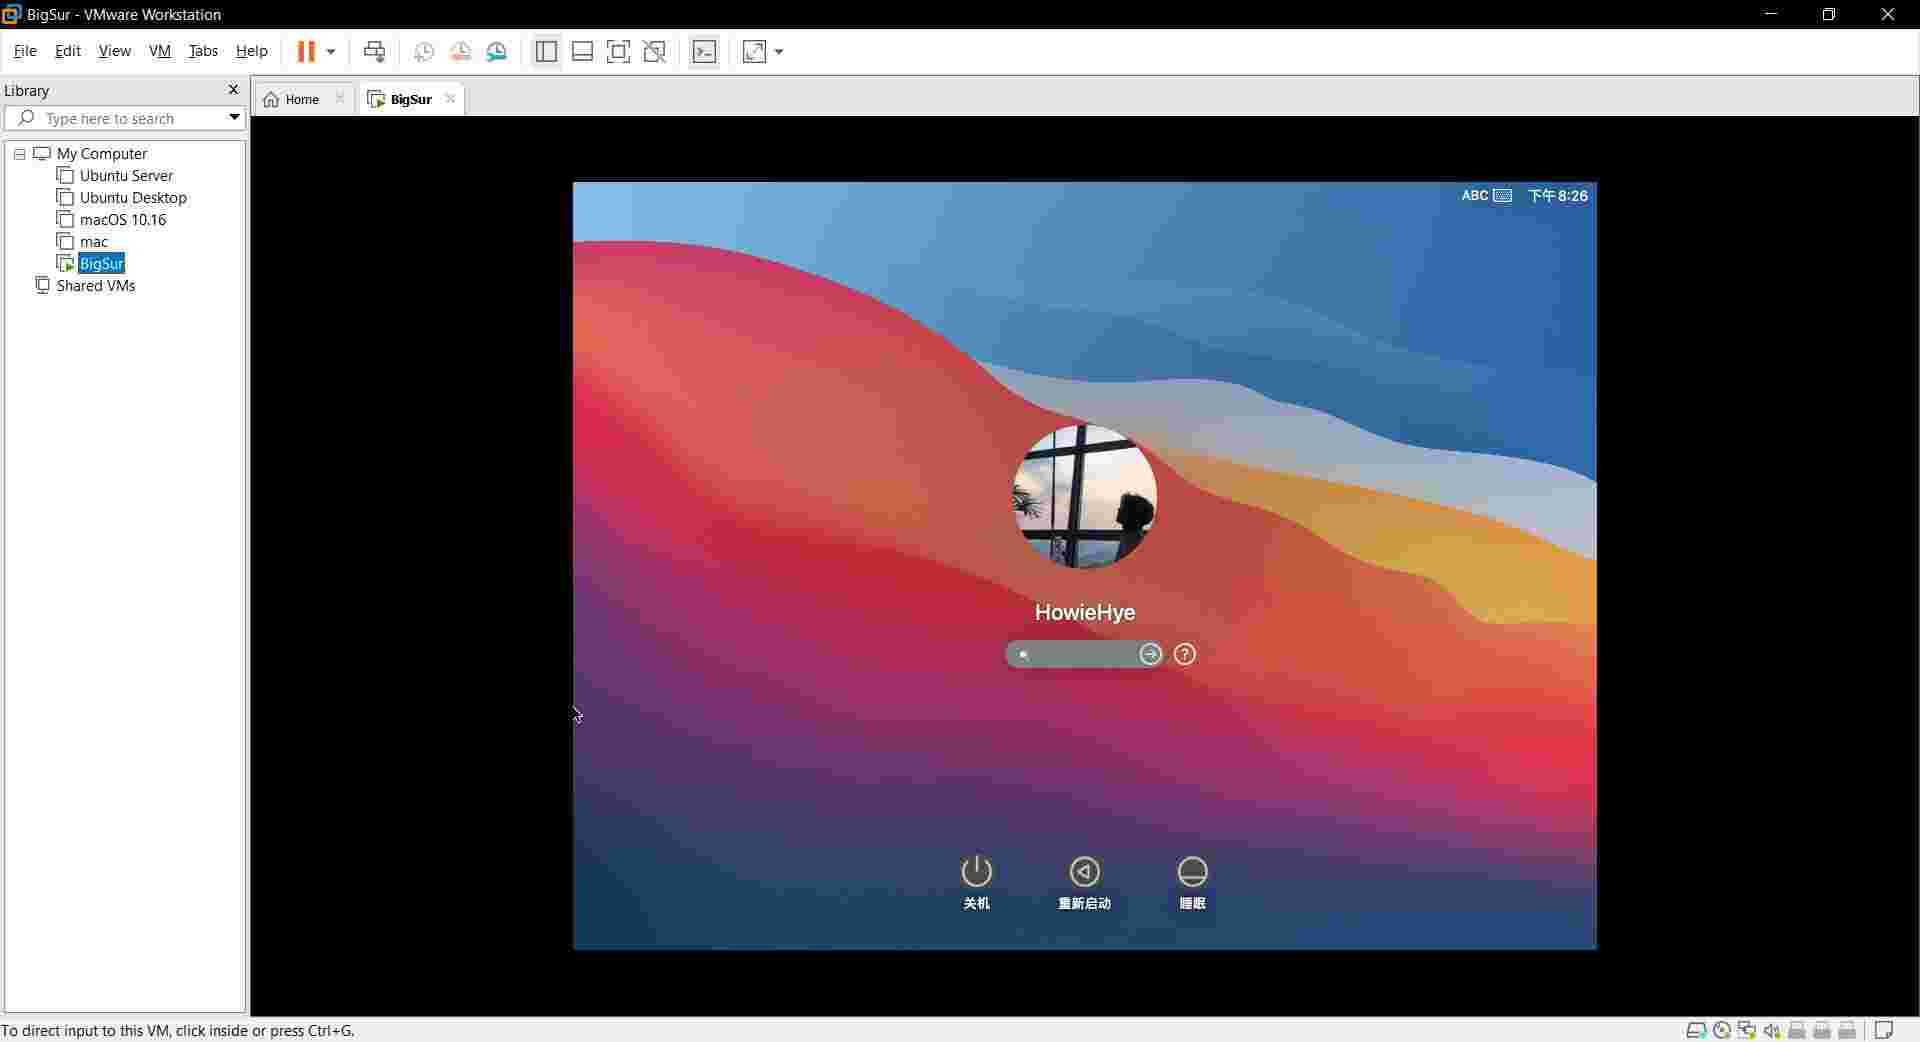 BigSur - VMware Workstation
File Edit View VM Tabs Help
Library
Type here to search
My Computer
Ubuntu Server
Ubuntu Desktop
macOS 10.16
mac
BigSur
Shared VMs
Home
BigSur
ABC 下午8:26
HowieHye
关机
重新启动
睡眠
To direct input to this VM, click inside or press Ctrl+G.